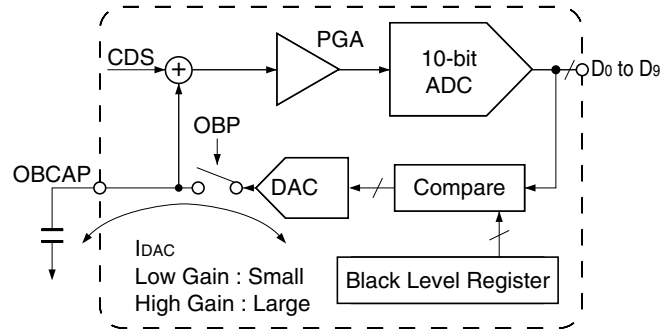 PGA
CDS
+
10-bit
ADC
D0 to D9
OBP
OBCAP
DAC
Compare
IDAC
Low Gain : Small
High Gain : Large
Black Level Register